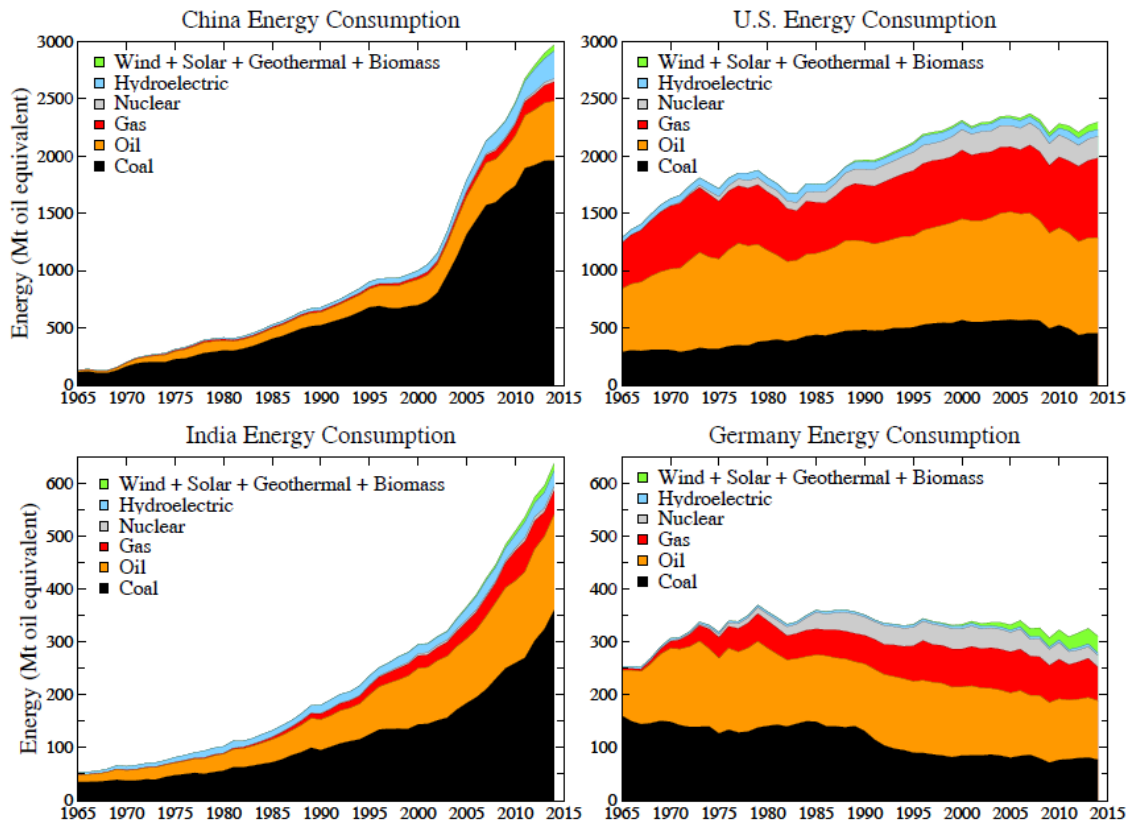 China Energy Consumption
3000
2500
2000
1500
1000
500
0
Energy (Mt oil equivalent)
Wind + Solar + Geothermal + Biomass
Hydroelectric
Nuclear
Gas
Oil
Coal
1965 1970 1975 1980 1985 1990 1995 2000 2005 2010 2015
U.S. Energy Consumption
3000
2500
2000
1500
1000
500
0
Wind + Solar + Geothermal + Biomass
Hydroelectric
Nuclear
Gas
Oil
Coal
1965 1970 1975 1980 1985 1990 1995 2000 2005 2010 2015
India Energy Consumption
600
500
400
300
200
100
0
Energy (Mt oil equivalent)
Wind + Solar + Geothermal + Biomass
Hydroelectric
Nuclear
Gas
Oil
Coal
1965 1970 1975 1980 1985 1990 1995 2000 2005 2010 2015
Germany Energy Consumption
600
500
400
300
200
100
0
Wind + Solar + Geothermal + Biomass
Hydroelectric
Nuclear
Gas
Oil
Coal
1965 1970 1975 1980 1985 1990 1995 2000 2005 2010 2015